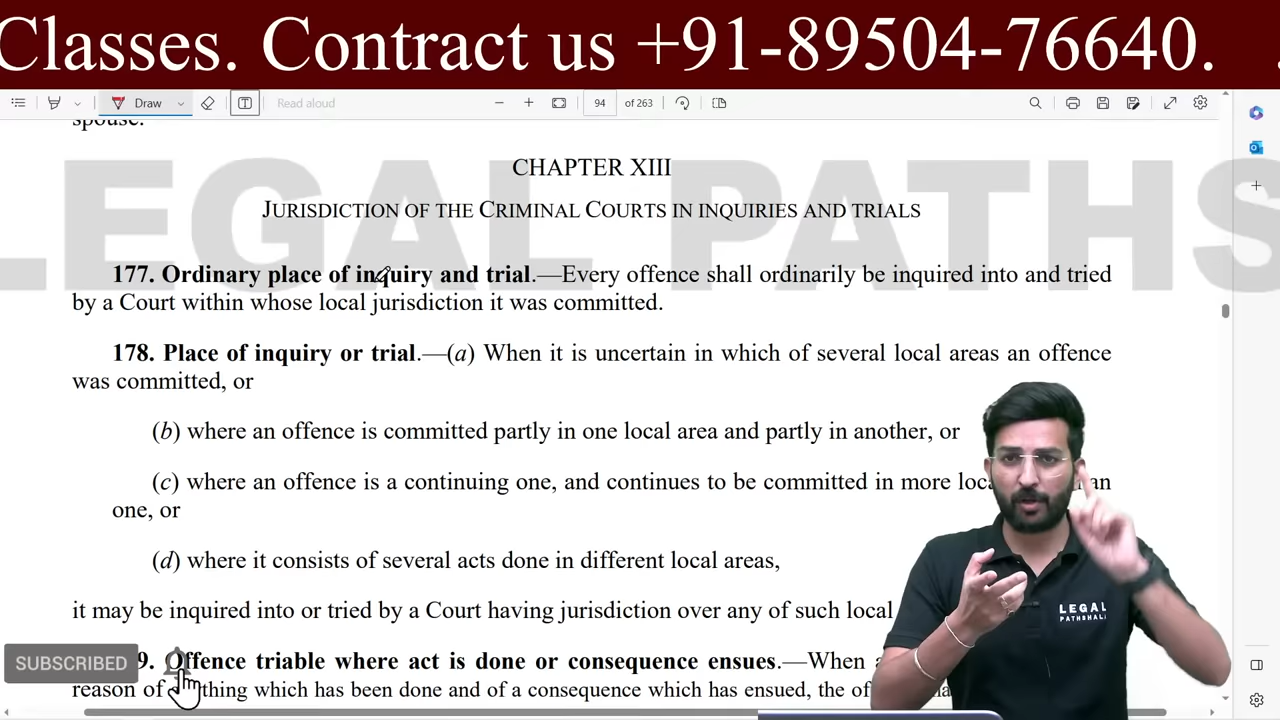 Classes. Contract us +91-89504-76640.
Draw
Read aloud
94 of 263
spouse.
LEGAL PATHS
CHAPTER XIII
JURISDICTION OF THE CRIMINAL COURTS IN INQUIRIES AND TRIALS
177. Ordinary place of inquiry and trial.—Every offence shall ordinarily be inquired into and tried
by a Court within whose local jurisdiction it was committed.
178. Place of inquiry or trial.—(a) When it is uncertain in which of several local areas an offence
was committed, or
(b) where an offence is committed partly in one local area and partly in another, or
(c) where an offence is a continuing one, and continues to be committed in more an
one, or
(d) where it consists of several acts done in different local areas,
it may be inquired into or tried by a Court having jurisdiction over any of such local
9. Offence triable where act is done or consequence ensues.—When
reason of thing which has been done and of a consequence which has ensued, the
SUBSCRIBED
LEGAL
PATHSHALA